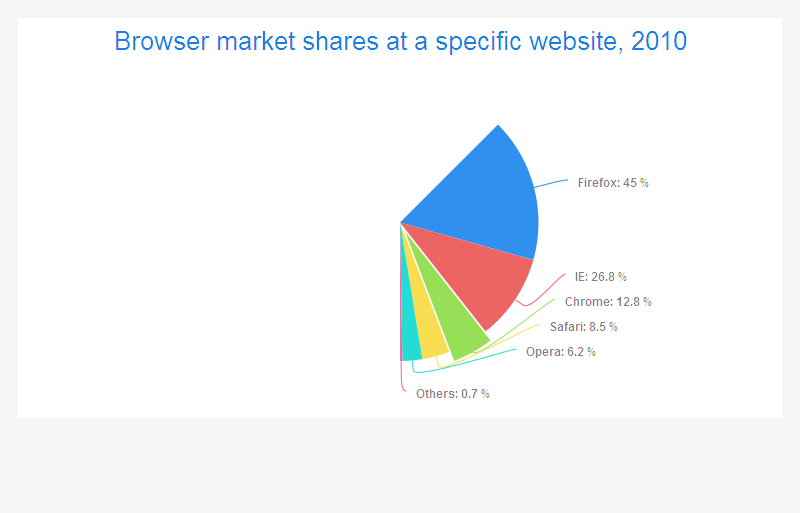 Browser market shares at a specific website, 2010
Firefox: 45 %
IE: 26.8 %
Chrome: 12.8 %
Safari: 8.5 %
Opera: 6.2 %
Others: 0.7 %